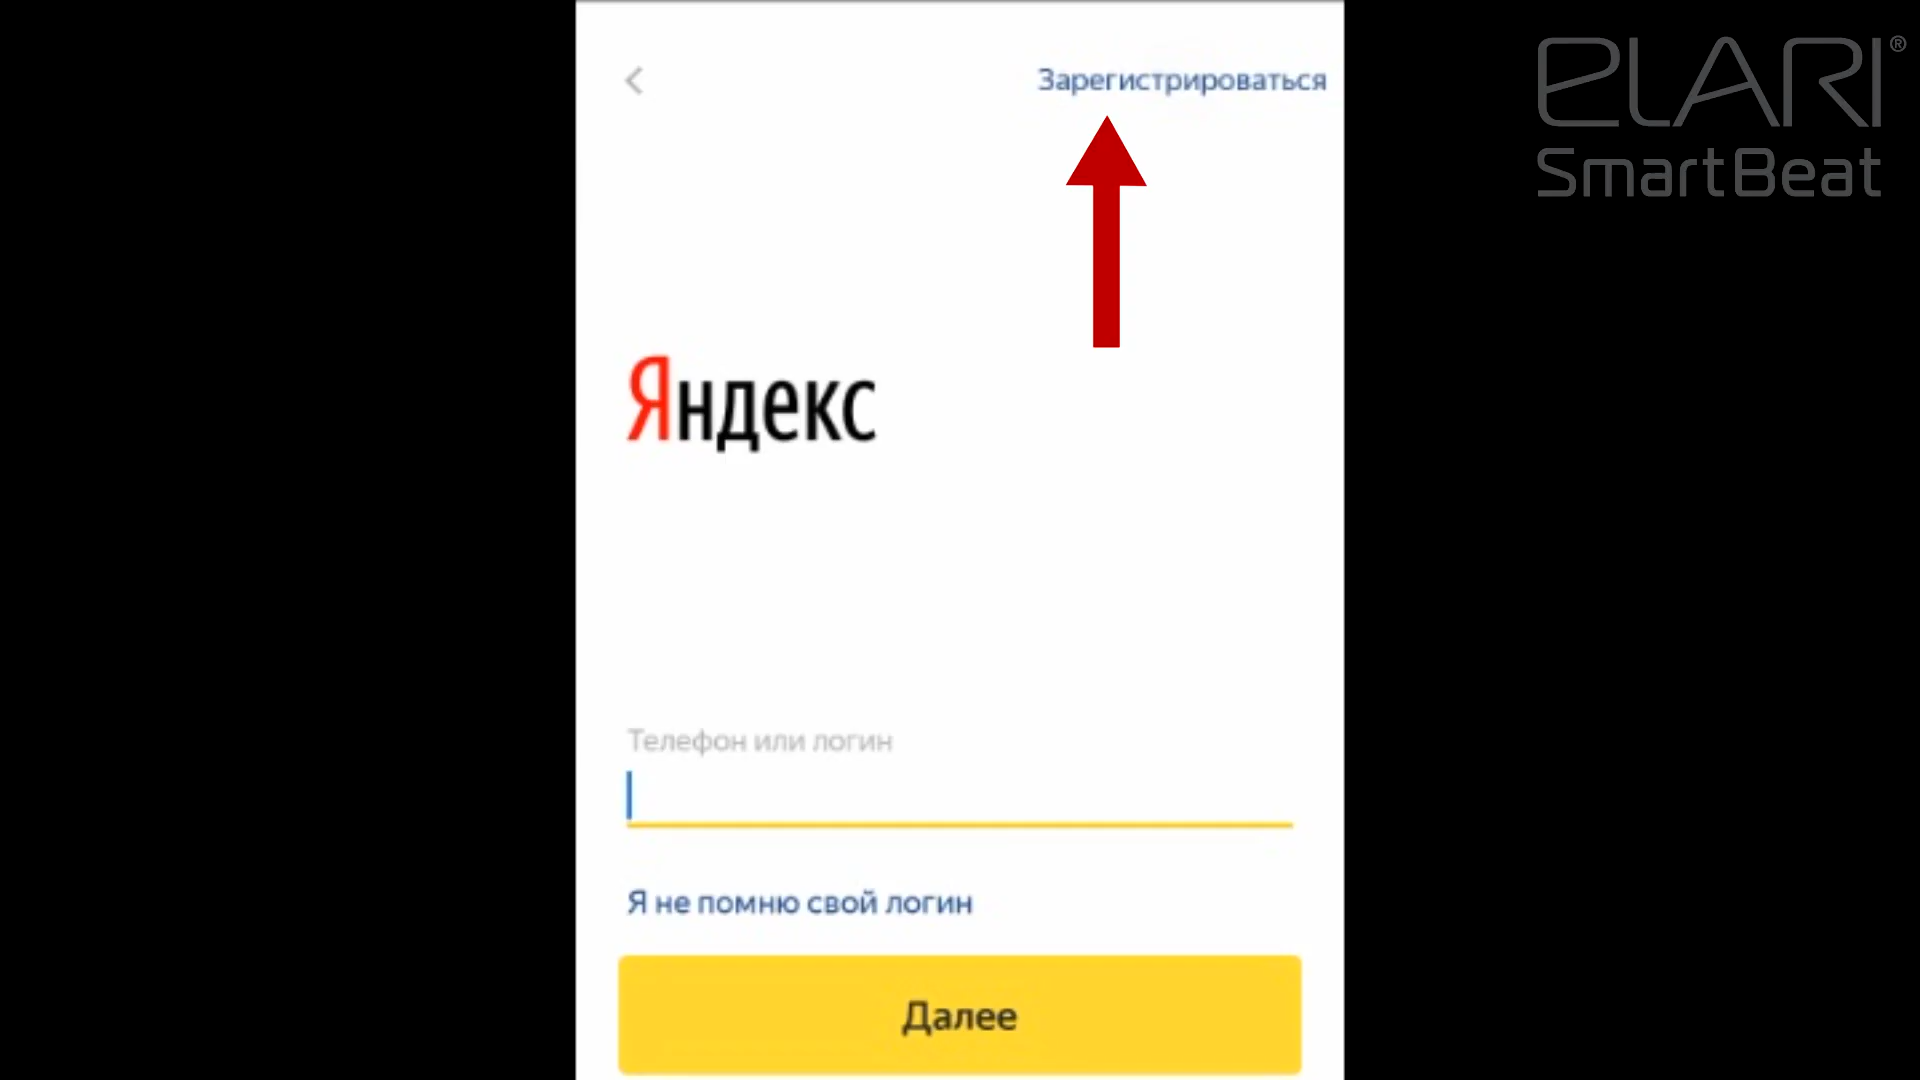 Зарегистрироваться
ELARI®
SmartBeat
Яндекс
Телефон или логин
Я не помню свой логин
Далее